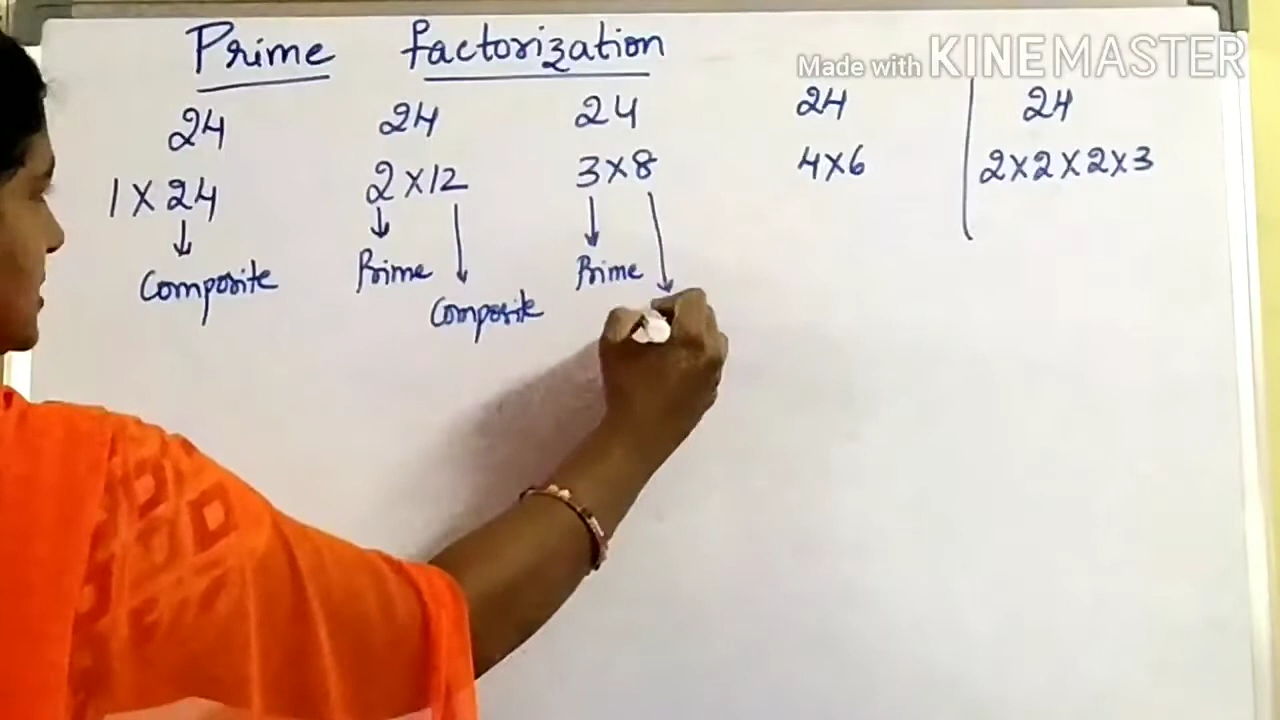 Prime factorization
Made with KINEMASTER
24 24 24 24 24
1 X 24 2 X 12 3 X 8 4 X 6 2 X 2 X 2 X 3
Composite Prime Prime
Composite